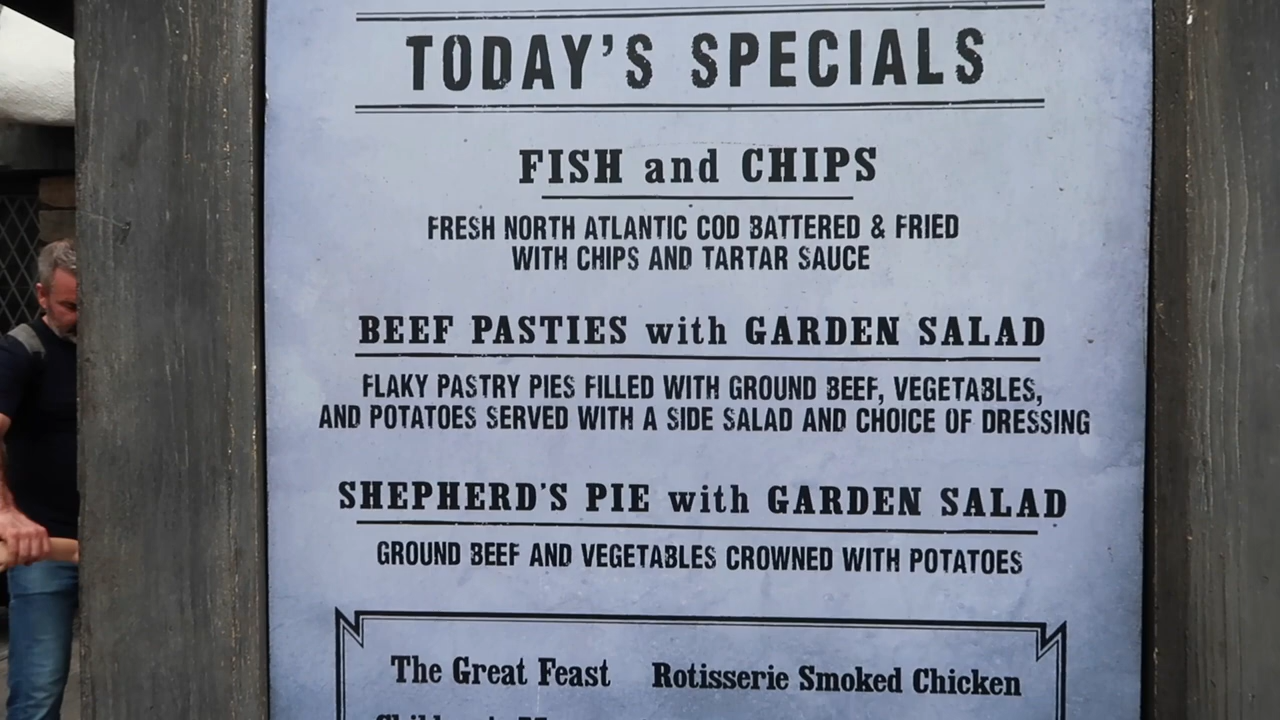 TODAY'S SPECIALS
FISH and CHIPS
FRESH NORTH ATLANTIC COD BATTERED & FRIED
WITH CHIPS AND TARTAR SAUCE
BEEF PASTIES with GARDEN SALAD
FLAKY PASTRY PIES FILLED WITH GROUND BEEF, VEGETABLES,
AND POTATOES SERVED WITH A SIDE SALAD AND CHOICE OF DRESSING
SHEPHERD'S PIE with GARDEN SALAD
GROUND BEEF AND VEGETABLES CROWNED WITH POTATOES
The Great Feast Rotisserie Smoked Chicken